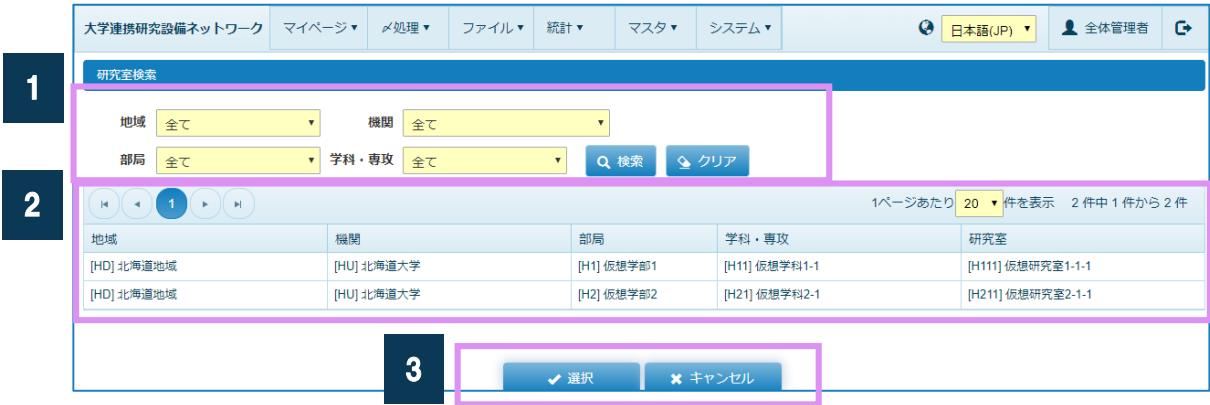 大学連携研究設備ネットワーク マイページ▼ 〆処理▼ ファイル▼ 統計▼ マスタ▼ システム▼ 日本語(JP) ▼ 全体管理者
研究室検索
1
地域 全て ▼ 機関 全て ▼
部局 全て ▼ 学科・専攻 全て ▼ 検索 クリア
2
1 1ページあたり 20 ▼ 件を表示 2 件中 1 件から 2 件
地域 機関 部局 学科・専攻 研究室
[HD] 北海道地域 [HU] 北海道大学 [H1] 仮想学部1 [H11] 仮想学科1-1 [H111] 仮想研究室1-1-1
[HD] 北海道地域 [HU] 北海道大学 [H2] 仮想学部2 [H21] 仮想学科2-1 [H211] 仮想研究室2-1-1
3
選択 キャンセル